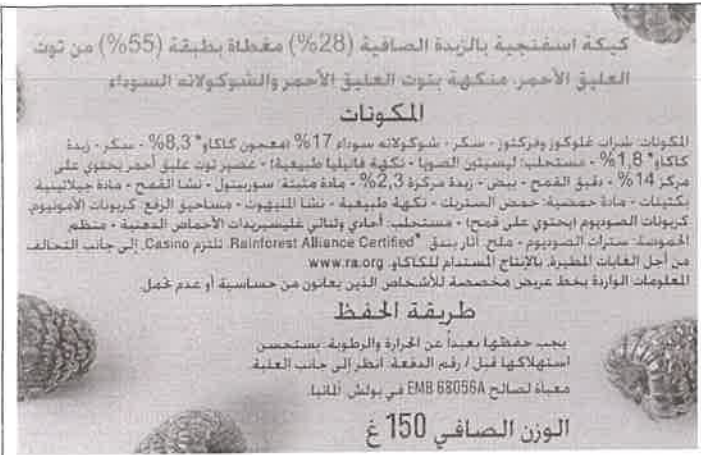 كيكة اسفنجية بالزبدة الصافية (28%) مغطاة بطبقة (55%) من توت
العليق الأحمر، منكهة بتوت العليق الأحمر والشوكولاته السوداء
المكونات
المكونات: شراب غلوكوز وفركتوز - سكر - شوكولاته سوداء 17% (معجون كاكاو* 8,3% - سكر - زبدة
كاكاو* 1,8% - مستحلب: ليسيتين الصويا - نكهة فانيليا طبيعية) - عصير توت عليق أحمر يحتوي على
مركز 14% - دقيق القمح - بيض - زبدة مركزة 2,3% - مادة مثبتة: سوربيتول - نشا القمح - مادة جيلاتينية:
بكتينات - مادة حمضية: حمض الستريك - نكهة طبيعية - نشا المنيهوت - مساحيق الرفع: كربونات الأمونيوم،
كربونات الصوديوم (يحتوي على قمح) - مستحلب: أحادي وثنائي غليسيريدات الأحماض الدهنية - منظم
الحموضة: سترات الصوديوم - ملح. آثار بندق. *Rainforest Alliance Certified تلتزم Casino، إلى جانب التحالف
من أجل الغابات المطيرة، بالإنتاج المستدام للكاكاو. www.ra.org
المعلومات الواردة بخط عريض مخصصة للأشخاص الذين يعانون من حساسية أو عدم تحمل.
طريقة الحفظ
يجب حفظها بعيداً عن الحرارة والرطوبة. يستحسن
استهلاكها قبل / رقم الدفعة: انظر إلى جانب العلبة.
معبأة لصالح EMB 68056A في بولش، ألمانيا.
الوزن الصافي 150 غ